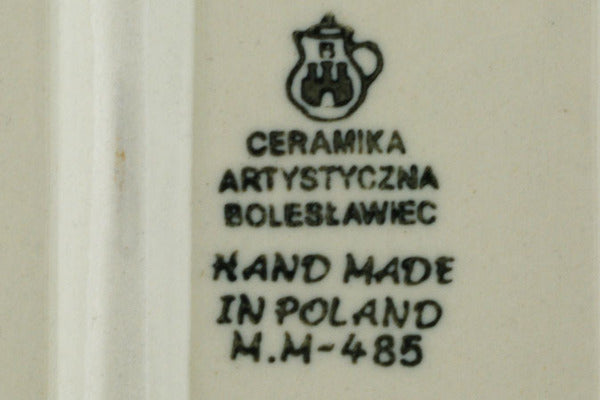 CERAMIKA
ARTYSTYCZNA
BOLESŁAWIEC
HAND MADE
IN POLAND
M.M-485